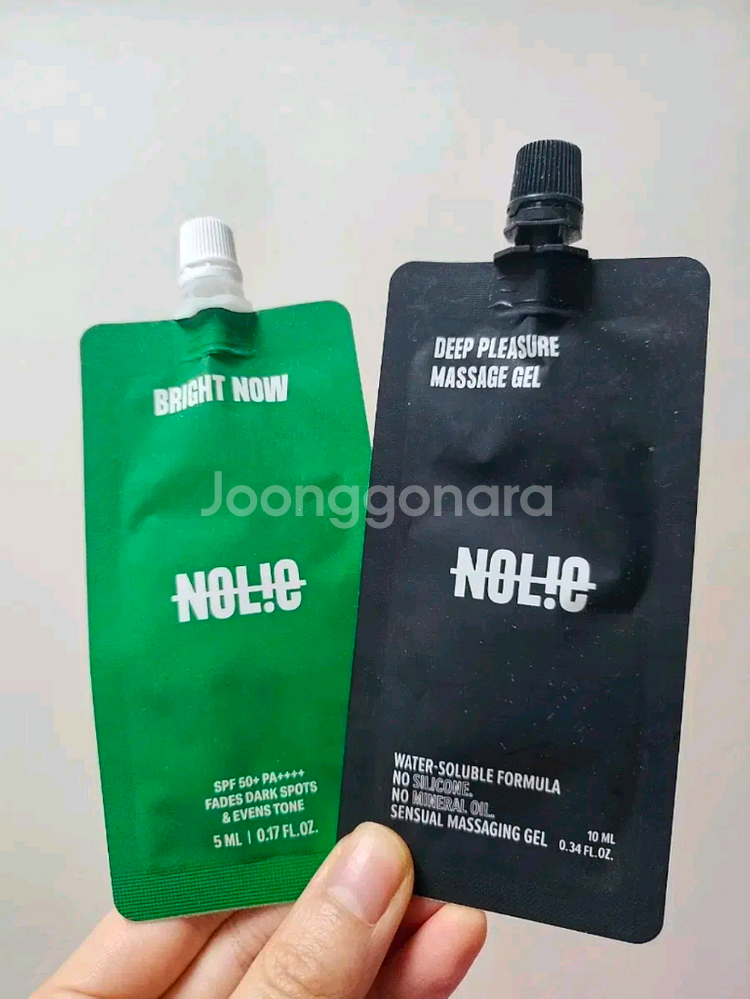 BRIGHT NOW
NOL!e
SPF 50+ PA++++
FADES DARK SPOTS
& EVENS TONE
5 ML | 0.17 FL.OZ.
DEEP PLEASURE
MASSAGE GEL
NOL!e
WATER-SOLUBLE FORMULA
NO SILICONE.
NO MINERAL OIL.
SENSUAL MASSAGING GEL
10 ML
0.34 FL.OZ.
Joonggonara